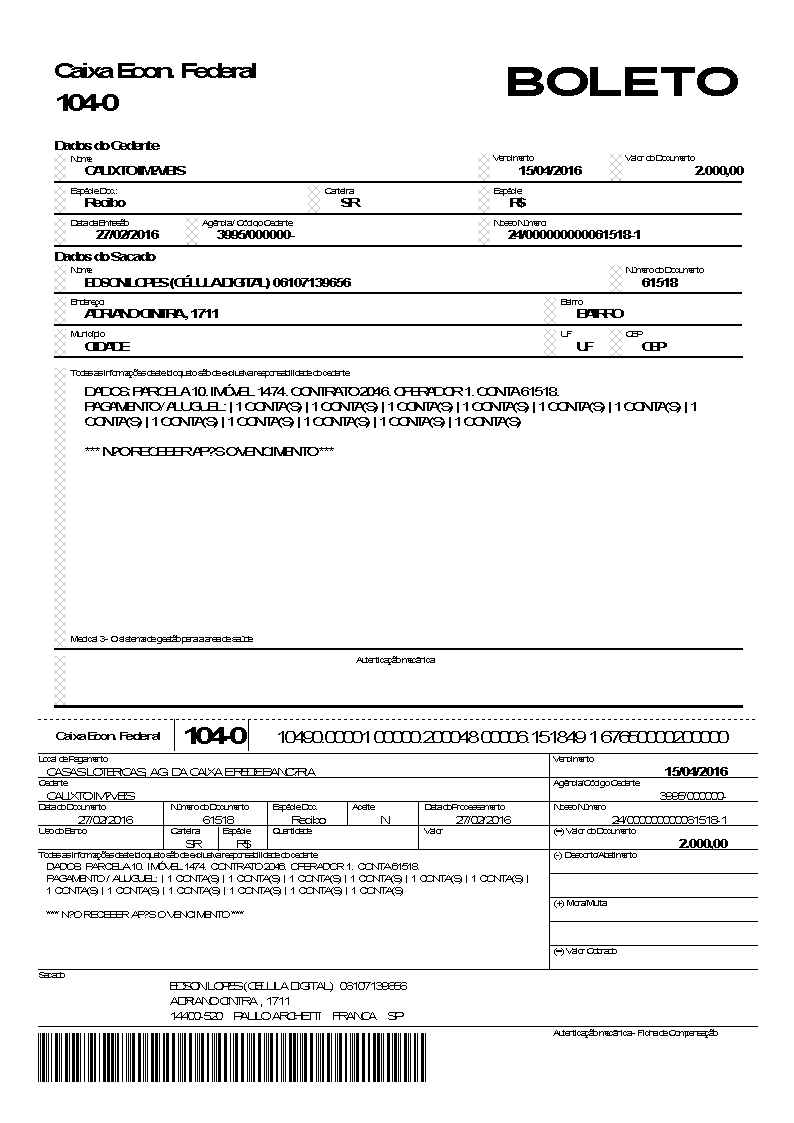 Caixa Econ. Federal
104-0
BOLETO
Dados do Cedente
Nome
CALIXTO IM?VEIS
Vencimento
15/04/2016
Valor do Documento
2.000,00
Espécie Doc.:
Recibo
Carteira
SR
Espécie
R$
Data da Emissão
27/02/2016
Agência / Código Cedente
3995/000000-
Nosso Número
24/000000000061518-1
Dados do Sacado
Nome
EDSON LOPES (CÉLULA DIGITAL) 06107139656
Número do Documento
61518
Endereço
ADRIANO CINTRA, 1711
Bairro
BAIRRO
Município
CIDADE
UF
UF
CEP
CEP
Todas as informações deste bloqueto são de exclusiva responsabilidade do cedente
DADOS: PARCELA 10. IMÓVEL 1474. CONTRATO 2046. OPERADOR 1. CONTA 61518.
PAGAMENTO / ALUGUEL: | 1 CONTA(S) | 1 CONTA(S) | 1 CONTA(S) | 1 CONTA(S) | 1 CONTA(S) | 1 CONTA(S) | 1
CONTA(S) | 1 CONTA(S) | 1 CONTA(S) | 1 CONTA(S) | 1 CONTA(S) | 1 CONTA(S)
*** N?O RECEBER AP?S O VENCIMENTO ***
Medical 3 - O sistema de gestão para a area de saúde
Autenticação mecânica
Caixa Econ. Federal
104-0
10490.00001 00000.200048 00006.151849 1 67650000200000
Local de Pagamento
CASAS LOTERICAS, AG. DA CAIXA E REDE BANC?RIA
Vencimento
15/04/2016
Cedente
CALIXTO IM?VEIS
Agência/Código Cedente
3995/000000-
Data do Documento
27/02/2016
Número do Documento
61518
Espécie Doc.
Recibo
Aceite
N
Data do Processamento
27/02/2016
Nosso Número
24/000000000061518-1
Uso do Banco
Carteira
SR
Espécie
R$
Quantidade
Valor
(=) Valor do Documento
2.000,00
Todas as informações deste bloqueto são de exclusiva responsabilidade do cedente
DADOS: PARCELA 10. IMÓVEL 1474. CONTRATO 2046. OPERADOR 1. CONTA 61518.
PAGAMENTO / ALUGUEL: | 1 CONTA(S) | 1 CONTA(S) | 1 CONTA(S) | 1 CONTA(S) | 1 CONTA(S) | 1 CONTA(S) |
1 CONTA(S) | 1 CONTA(S) | 1 CONTA(S) | 1 CONTA(S) | 1 CONTA(S) | 1 CONTA(S)
*** N?O RECEBER AP?S O VENCIMENTO ***
(-) Desconto/Abatimento
(+) Mora/Multa
(=) Valor Cobrado
Sacado
EDSON LOPES (CELULA DIGITAL) 06107139656
ADRIANO CINTRA , 1711
14400-520 PAULO ARCHETTI FRANCA SP
Autenticação mecânica - Ficha de Compensação